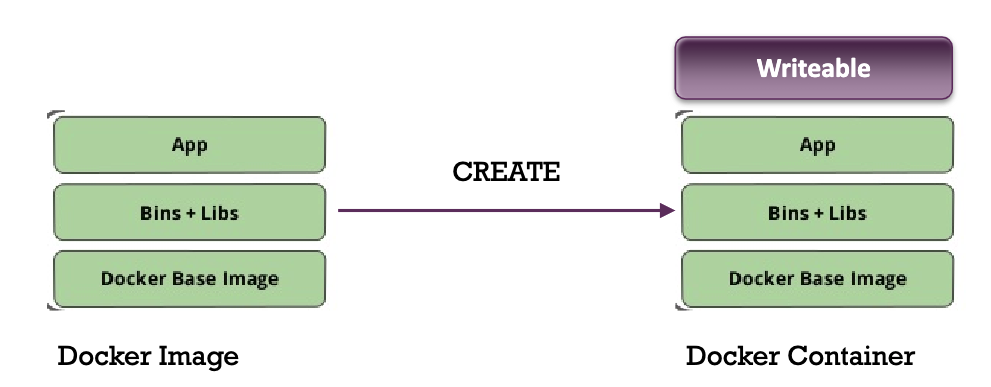 App
Bins + Libs
Docker Base Image
Docker Image
CREATE
Writeable
App
Bins + Libs
Docker Base Image
Docker Container